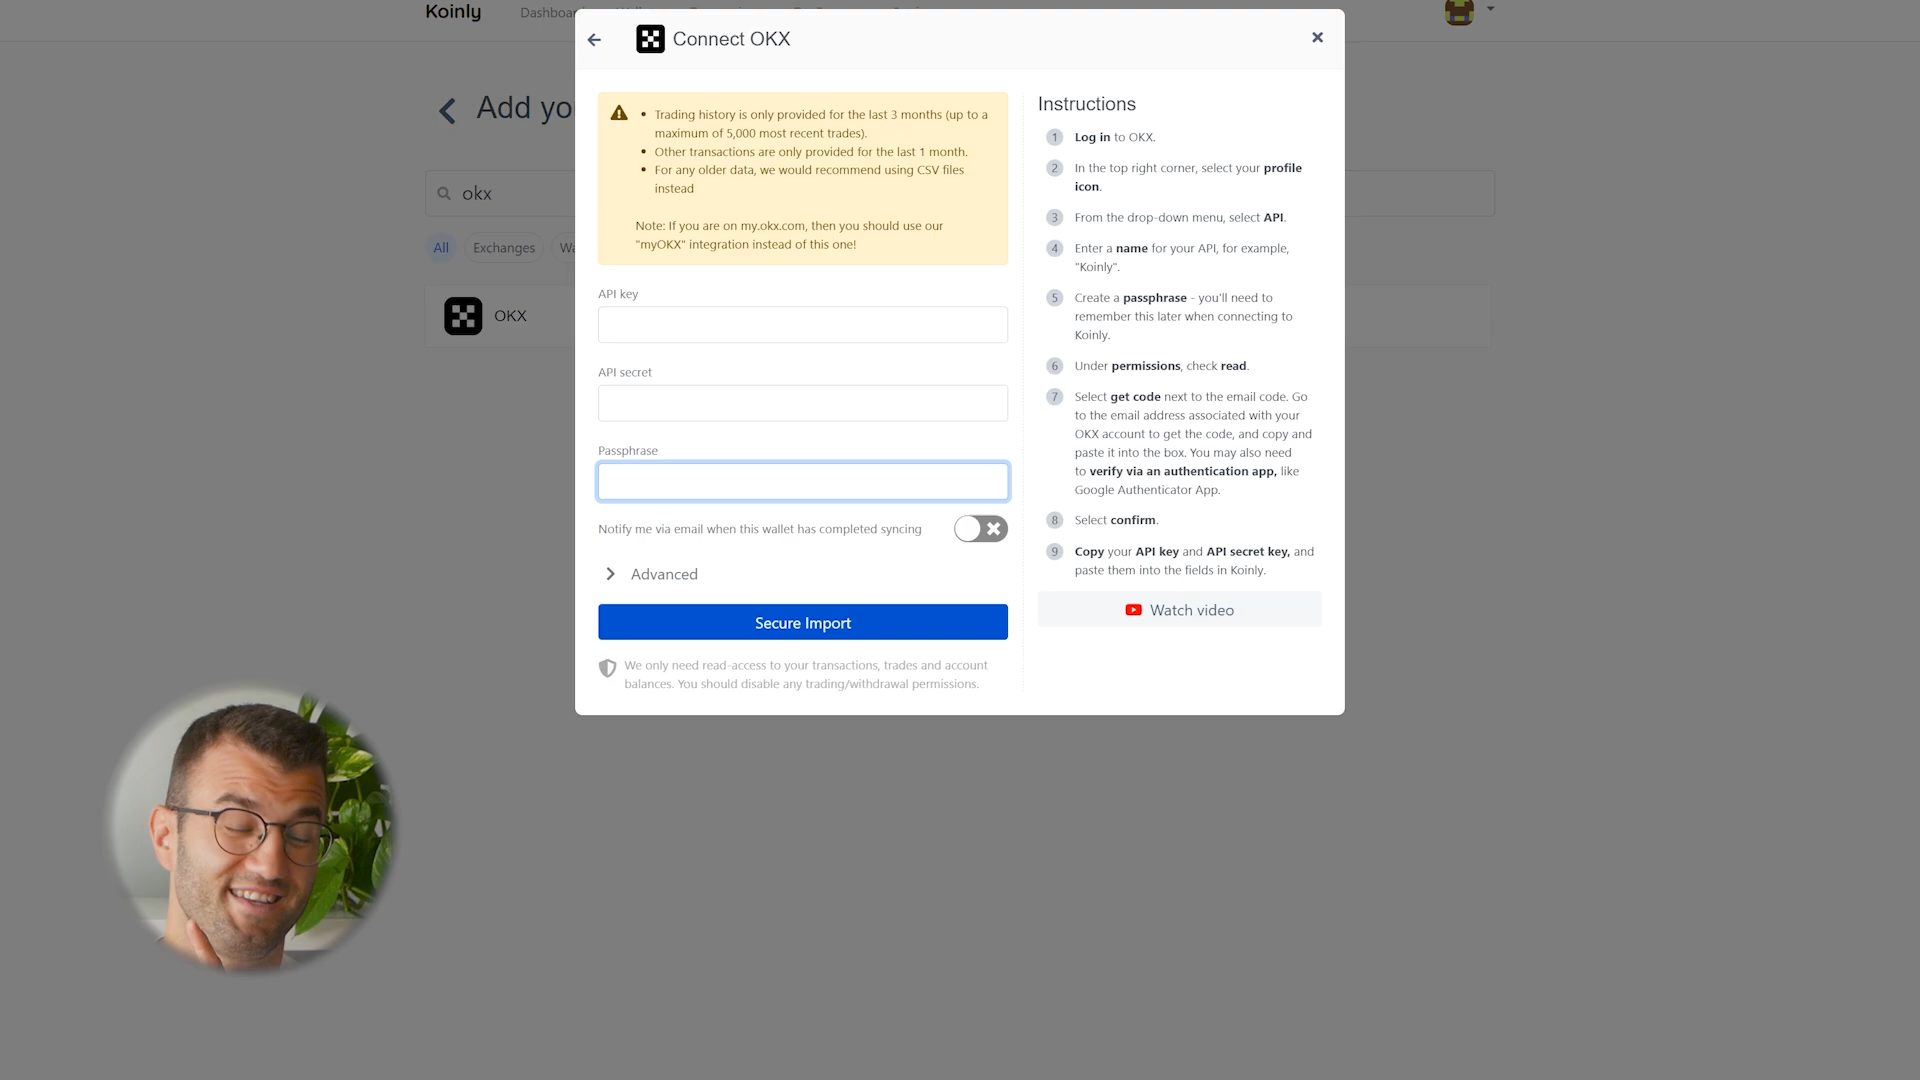 Koinly
Add yo
okx
All
Exchanges
OKX
Connect OKX
Trading history is only provided for the last 3 months (up to a
maximum of 5,000 most recent trades).
Other transactions are only provided for the last 1 month.
For any older data, we would recommend using CSV files
instead
Note: If you are on my.okx.com, then you should use our
"myOKX" integration instead of this one!
API key
API secret
Passphrase
Notify me via email when this wallet has completed syncing
Advanced
Secure Import
We only need read-access to your transactions, trades and account
balances. You should disable any trading/withdrawal permissions.
Instructions
1 Log in to OKX.
2 In the top right corner, select your profile
icon.
3 From the drop-down menu, select API.
4 Enter a name for your API, for example,
"Koinly".
5 Create a passphrase - you'll need to
remember this later when connecting to
Koinly.
6 Under permissions, check read.
7 Select get code next to the email code. Go
to the email address associated with your
OKX account to get the code, and copy and
paste it into the box. You may also need
to verify via an authentication app, like
Google Authenticator App.
8 Select confirm.
9 Copy your API key and API secret key, and
paste them into the fields in Koinly.
Watch video